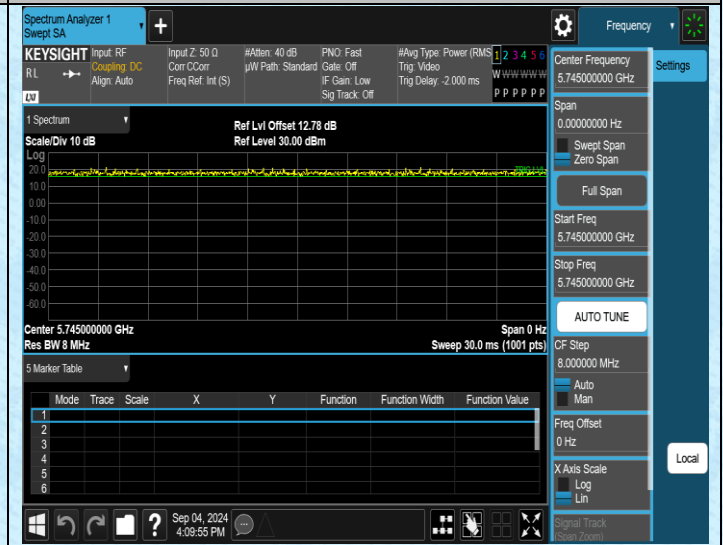 Spectrum Analyzer 1
Swept SA
Frequency
KEYSIGHT
RL
LXI
Input: RF
Coupling: DC
Align: Auto
Input Z: 50 Ω
Corr CCorr
Freq Ref: Int (S)
#Atten: 40 dB
µW Path: Standard
PNO: Fast
Gate: Off
IF Gain: Low
Sig Track: Off
#Avg Type: Power (RMS
Trig: Video
Trig Delay: -2.000 ms
1 2 3 4 5 6
W W W W W W
P P P P P P
Center Frequency
5.745000000 GHz
Settings
Span
0.00000000 Hz
Swept Span
Zero Span
Full Span
Start Freq
5.745000000 GHz
Stop Freq
5.745000000 GHz
AUTO TUNE
CF Step
8.000000 MHz
Auto
Man
Freq Offset
0 Hz
X Axis Scale
Log
Lin
Signal Track
(Span Zoom)
Local
1 Spectrum
Scale/Div 10 dB
Ref Lvl Offset 12.78 dB
Ref Level 30.00 dBm
Log
20.0
10.0
0.00
-10.0
-20.0
-30.0
-40.0
-50.0
-60.0
Center 5.745000000 GHz
Span 0 Hz
Res BW 8 MHz
Sweep 30.0 ms (1001 pts)
5 Marker Table
Mode Trace Scale X Y Function Function Width Function Value
1
2
3
4
5
6
?
Sep 04, 2024
4:09:55 PM